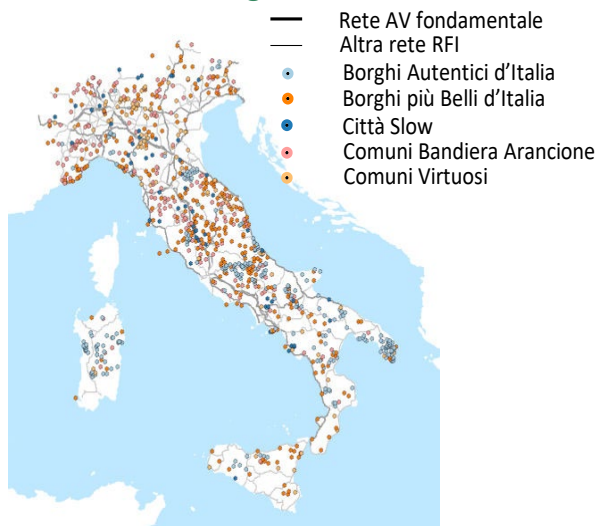 Rete AV fondamentale
Altra rete RFI
Borghi Autentici d'Italia
Borghi più Belli d'Italia
Città Slow
Comuni Bandiera Arancione
Comuni Virtuosi